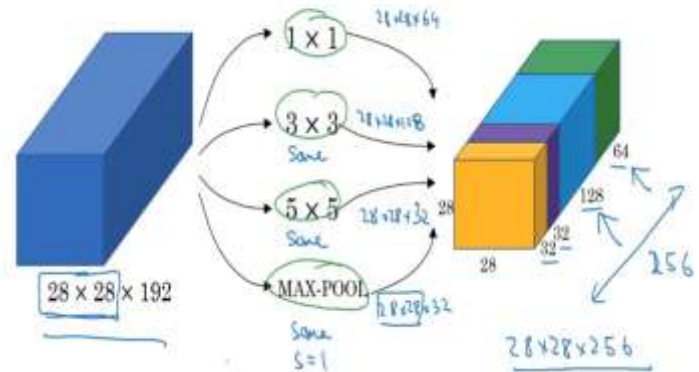 28×28×64
1 × 1
3 × 3
28×28×128
Same
5 × 5
28×28×32
Same
MAX-POOL
28×28×32
Same
s=1
28 × 28 × 192
28
28
32
32
128
64
256
28×28×256